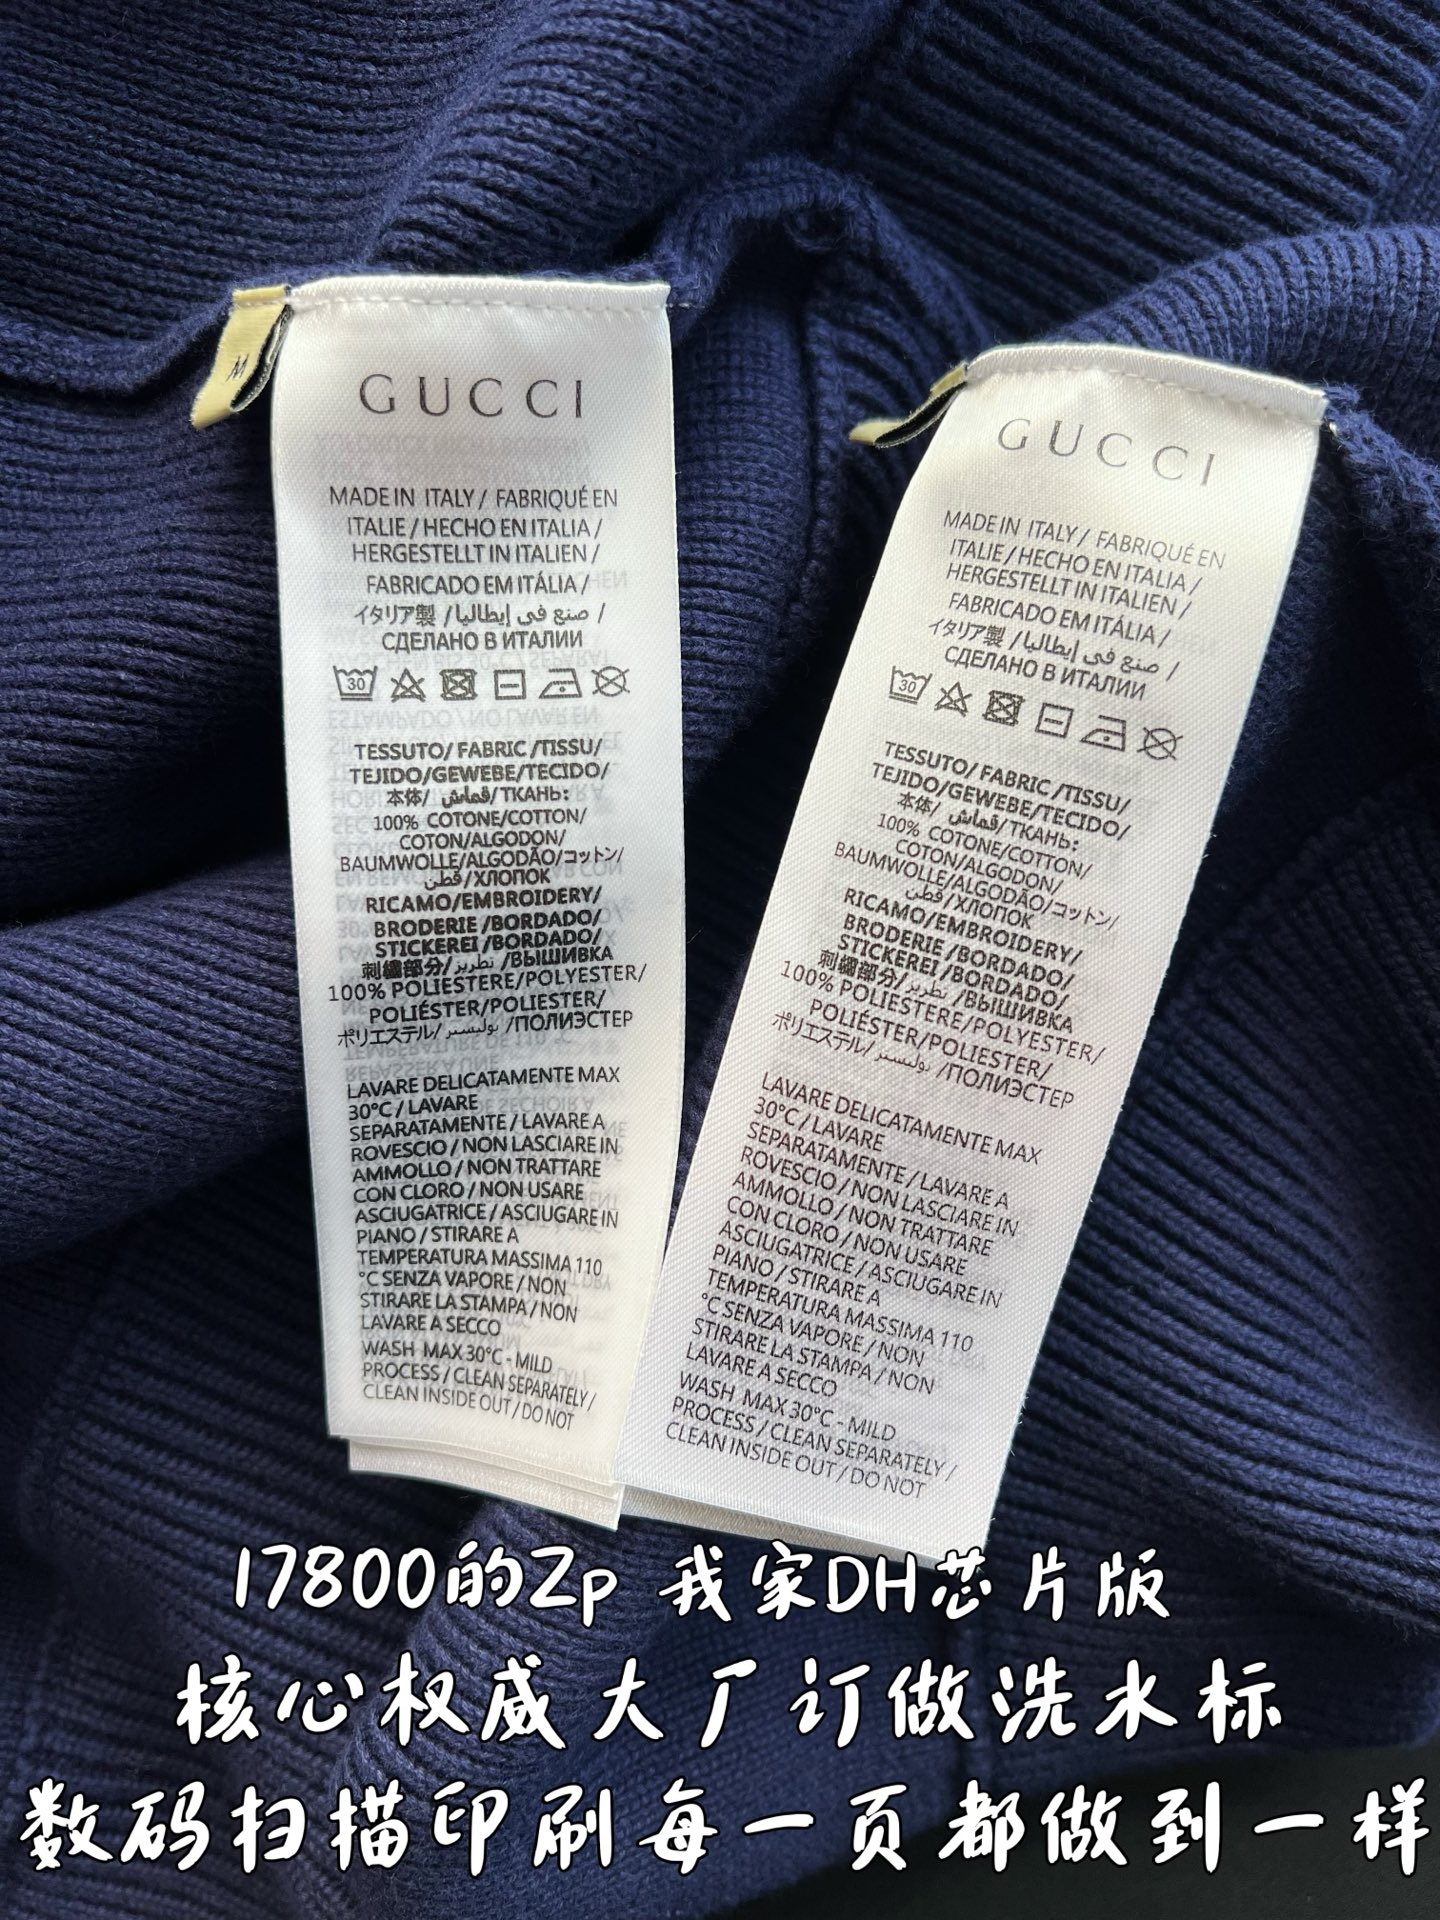 M
GUCCI
MADE IN ITALY / FABRIQUÉ EN
ITALIE / HECHO EN ITALIA /
HERGESTELLT IN ITALIEN /
FABRICADO EM ITÁLIA /
イタリア製 / صنع في إيطاليا /
СДЕЛАНО В ИТАЛИИ
30
TESSUTO/ FABRIC /TISSU/
TEJIDO/GEWEBE/TECIDO/
本体/ قماش/ ТКАНЬ:
100% COTONE/COTTON/
COTON/ALGODON/
BAUMWOLLE/ALGODÃO/コットン/
قطن/ХЛОПОК
RICAMO/EMBROIDERY/
BRODERIE /BORDADO/
STICKEREI /BORDADO/
刺繍部分/ تطريز /ВЫШИВКА
100% POLIESTERE/POLYESTER/
POLIÉSTER/POLIESTER/
ポリエステル/ بوليستر /ПОЛИЭСТЕР
LAVARE DELICATAMENTE MAX
30°C / LAVARE
SEPARATAMENTE / LAVARE A
ROVESCIO / NON LASCIARE IN
AMMOLLO / NON TRATTARE
CON CLORO / NON USARE
ASCIUGATRICE / ASCIUGARE IN
PIANO / STIRARE A
TEMPERATURA MASSIMA 110
°C SENZA VAPORE / NON
STIRARE LA STAMPA / NON
LAVARE A SECCO
WASH MAX 30°C - MILD
PROCESS / CLEAN SEPARATELY /
CLEAN INSIDE OUT / DO NOT
GUCCI
MADE IN ITALY / FABRIQUÉ EN
ITALIE / HECHO EN ITALIA /
HERGESTELLT IN ITALIEN /
FABRICADO EM ITÁLIA /
イタリア製 / صنع في إيطاليا /
СДЕЛАНО В ИТАЛИИ
30
TESSUTO/ FABRIC /TISSU/
TEJIDO/GEWEBE/TECIDO/
本体/ قماش/ ТКАНЬ:
100% COTONE/COTTON/
COTON/ALGODON/
BAUMWOLLE/ALGODÃO/コットン/
قطن/ХЛОПОК
RICAMO/EMBROIDERY/
BRODERIE /BORDADO/
STICKEREI /BORDADO/
刺繍部分/ تطريز /ВЫШИВКА
100% POLIESTERE/POLYESTER/
POLIÉSTER/POLIESTER/
ポリエステル/ بوليستر /ПОЛИЭСТЕР
LAVARE DELICATAMENTE MAX
30°C / LAVARE
SEPARATAMENTE / LAVARE A
ROVESCIO / NON LASCIARE IN
AMMOLLO / NON TRATTARE
CON CLORO / NON USARE
ASCIUGATRICE / ASCIUGARE IN
PIANO / STIRARE A
TEMPERATURA MASSIMA 110
°C SENZA VAPORE / NON
STIRARE LA STAMPA / NON
LAVARE A SECCO
WASH MAX 30°C - MILD
PROCESS / CLEAN SEPARATELY /
CLEAN INSIDE OUT / DO NOT
17800的Zp 我家DH芯片版
核心权威大厂订做洗水标
数码扫描印刷每一页都做到一样